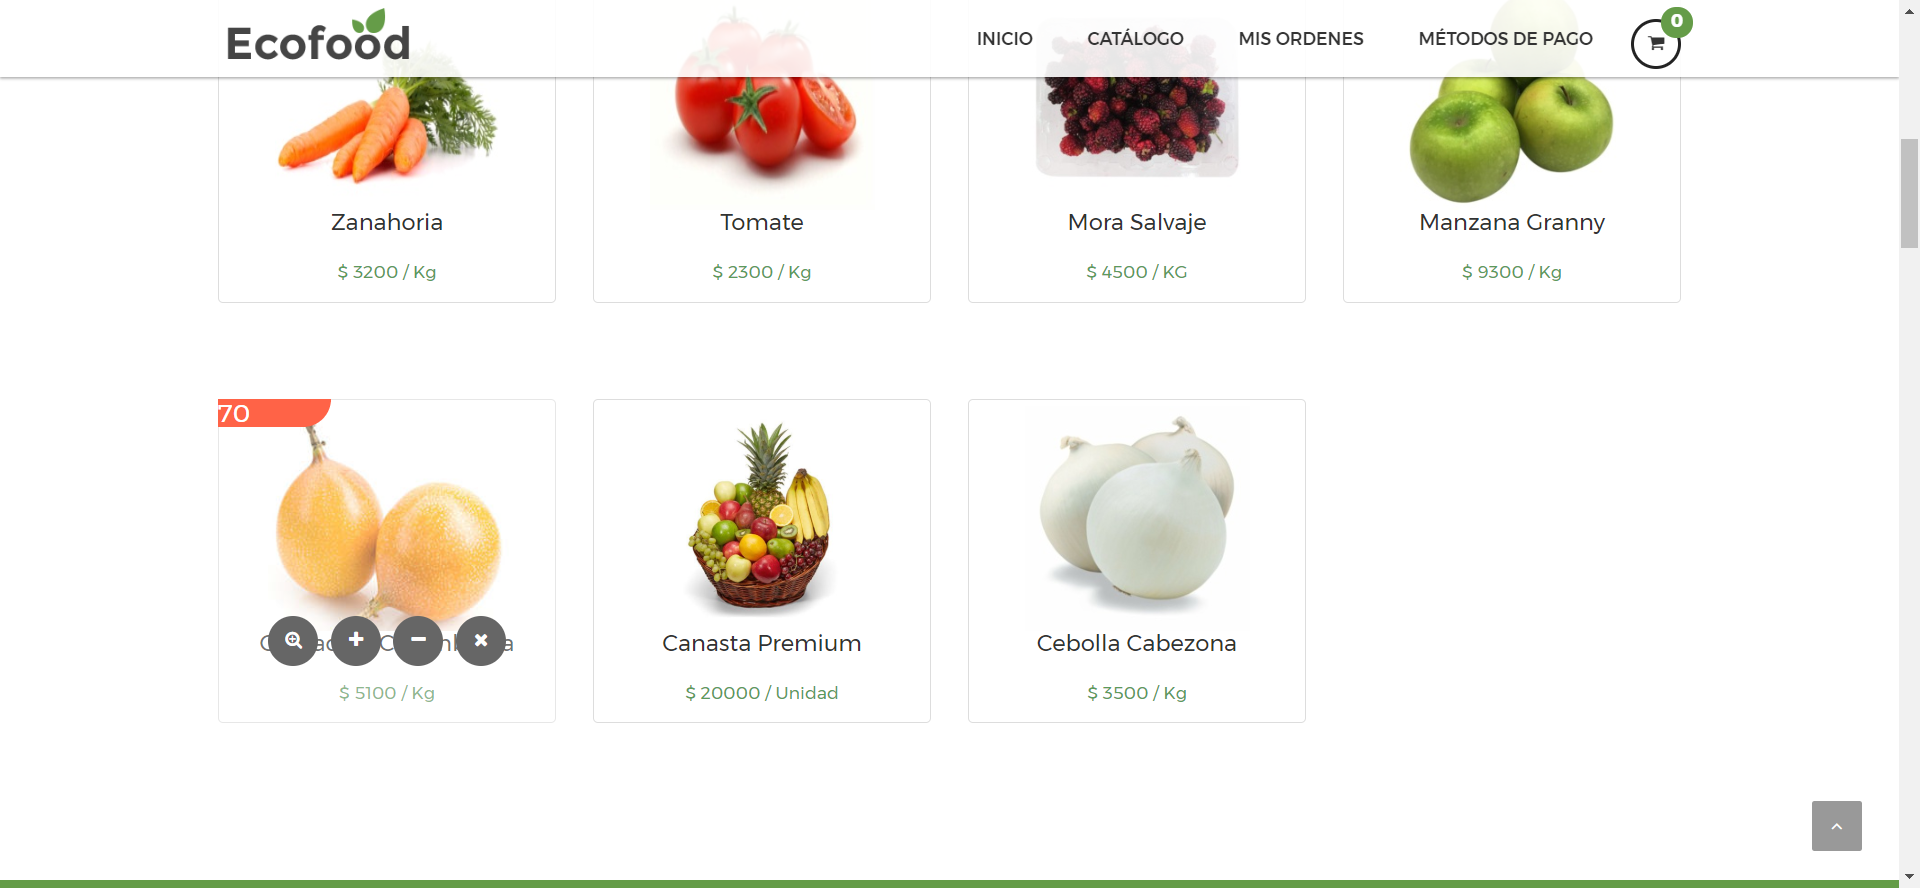 Ecofood
INICIO
CATÁLOGO
MIS ORDENES
MÉTODOS DE PAGO
0
Zanahoria
Tomate
Mora Salvaje
Manzana Granny
$ 3200 / Kg
$ 2300 / Kg
$ 4500 / KG
$ 9300 / Kg
70
Canasta Premium
Cebolla Cabezona
$ 5100 / Kg
$ 20000 / Unidad
$ 3500 / Kg